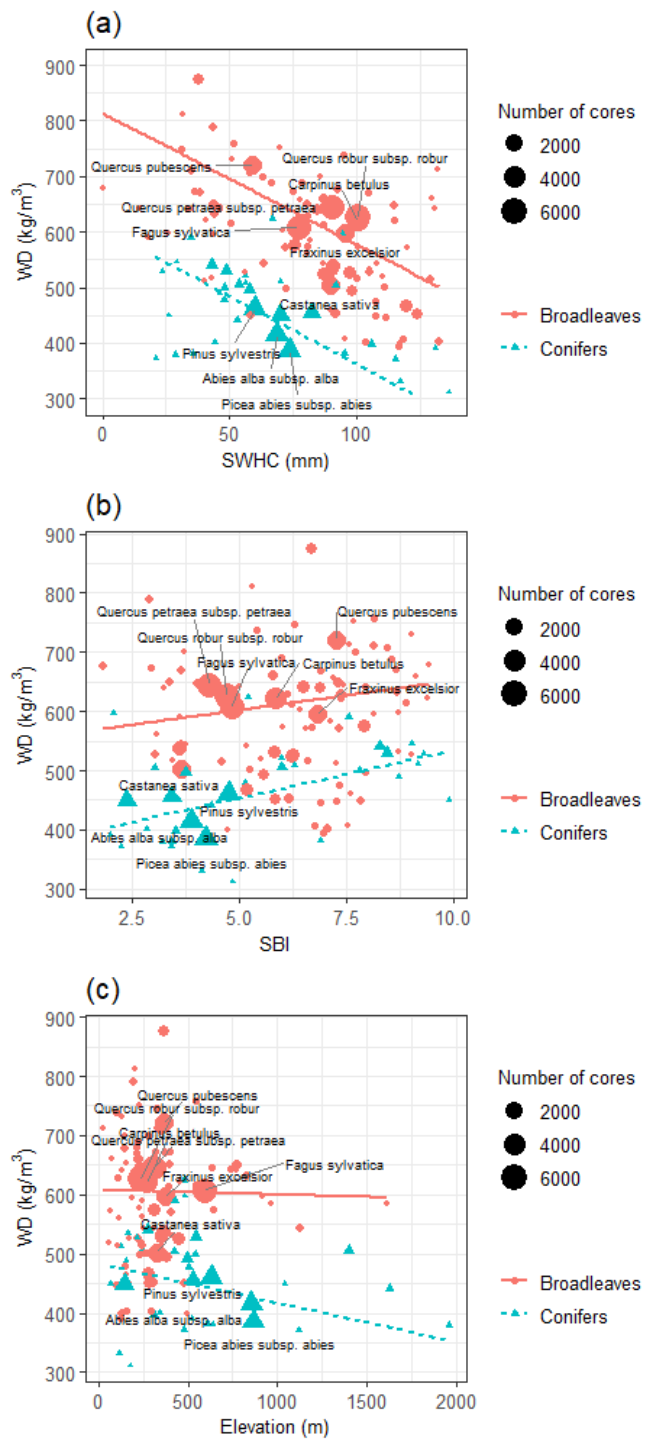 (a)
900
800
700
600
500
400
300
WD (kg/m³)
Quercus pubescens
Quercus robur subsp. robur
Carpinus betulus
Quercus petraea subsp. petraea
Fagus sylvatica
Fraxinus excelsior
Castanea sativa
Pinus sylvestris
Abies alba subsp. alba
Picea abies subsp. abies
0 50 100
SWHC (mm)
Number of cores
2000
4000
6000
Broadleaves
Conifers
(b)
900
800
700
600
500
400
300
WD (kg/m³)
Quercus petraea subsp. petraea
Quercus pubescens
Quercus robur subsp. robur
Fagus sylvatica
Carpinus betulus
Fraxinus excelsior
Castanea sativa
Pinus sylvestris
Abies alba subsp. alba
Picea abies subsp. abies
2.5 5.0 7.5 10.0
SBI
Number of cores
2000
4000
6000
Broadleaves
Conifers
(c)
900
800
700
600
500
400
300
WD (kg/m³)
Quercus pubescens
Quercus robur subsp. robur
Carpinus betulus
Quercus petraea subsp. petraea
Fagus sylvatica
Fraxinus excelsior
Castanea sativa
Pinus sylvestris
Abies alba subsp. alba
Picea abies subsp. abies
0 500 1000 1500 2000
Elevation (m)
Number of cores
2000
4000
6000
Broadleaves
Conifers